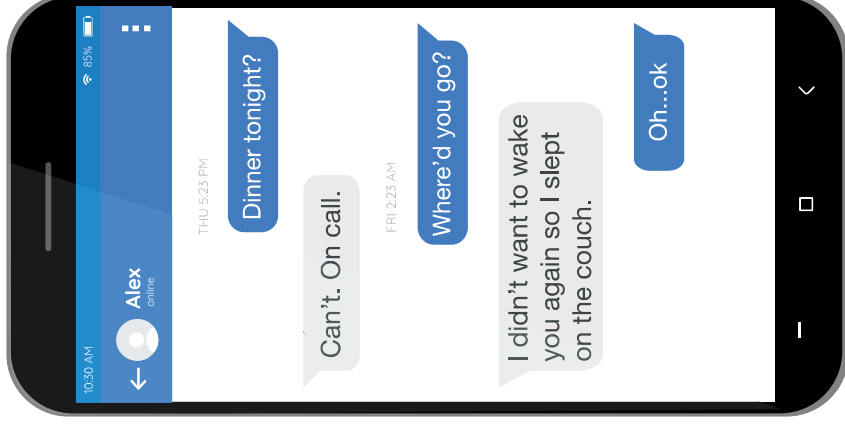 10:30 AM 85%
Alex
online
THU 5:23 PM
Dinner tonight?
Can't. On call.
FRI 2:23 AM
Where'd you go?
I didn't want to wake
you again so I slept
on the couch.
Oh...ok